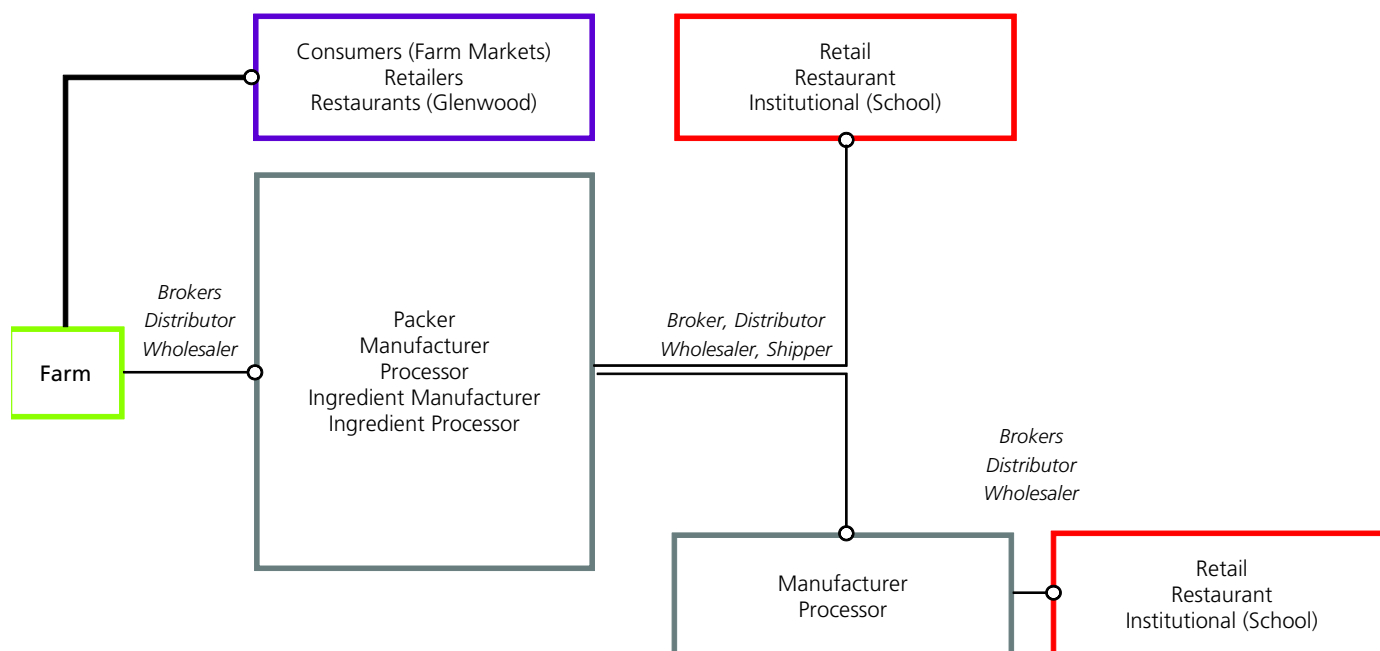 Consumers (Farm Markets)
Retailers
Restaurants (Glenwood)
Retail
Restaurant
Institutional (School)
Brokers
Distributor
Wholesaler
Farm
Packer
Manufacturer
Processor
Ingredient Manufacturer
Ingredient Processor
Broker, Distributor
Wholesaler, Shipper
Brokers
Distributor
Wholesaler
Manufacturer
Processor
Retail
Restaurant
Institutional (School)